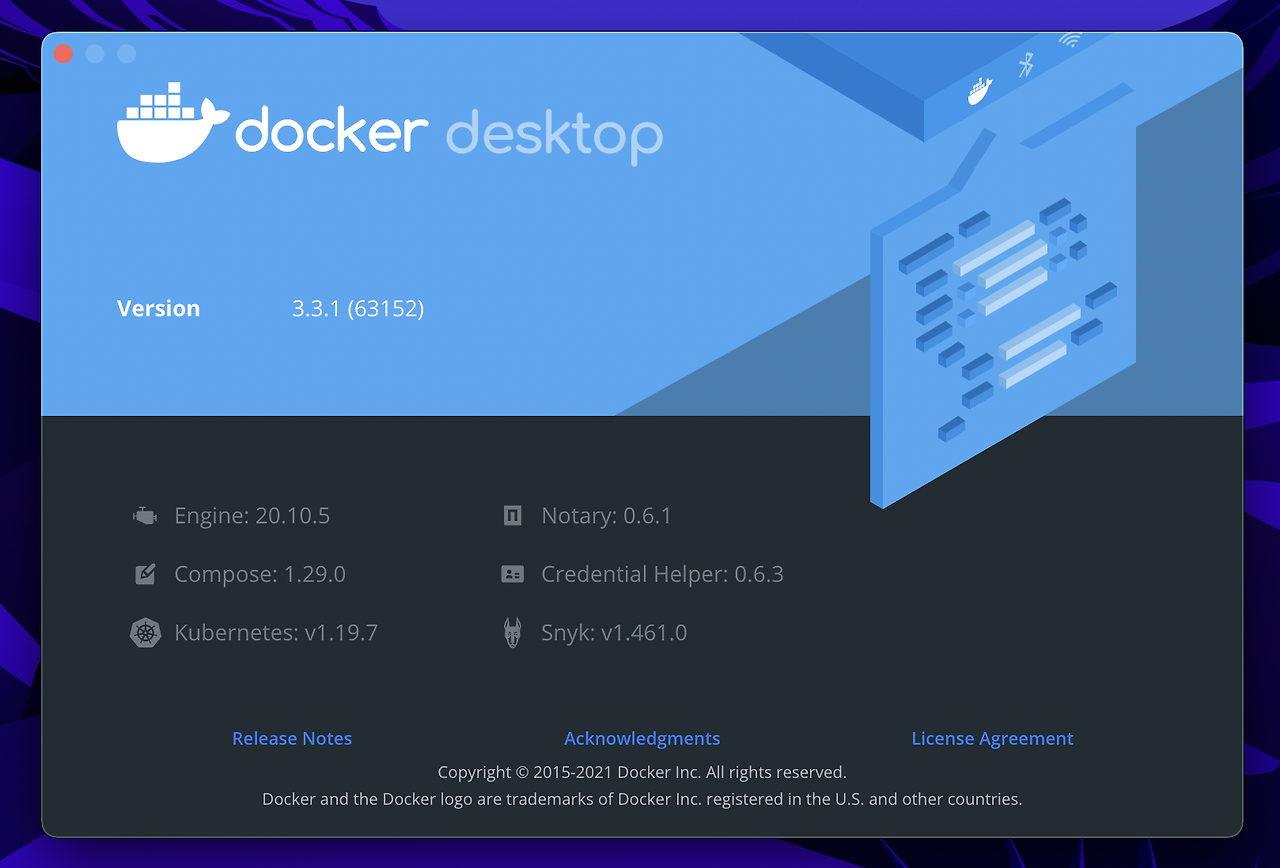 docker desktop
Version 3.3.1 (63152)
Engine: 20.10.5
Notary: 0.6.1
Compose: 1.29.0
Credential Helper: 0.6.3
Kubernetes: v1.19.7
Snyk: v1.461.0
Release Notes
Acknowledgments
License Agreement
Copyright © 2015-2021 Docker Inc. All rights reserved.
Docker and the Docker logo are trademarks of Docker Inc. registered in the U.S. and other countries.